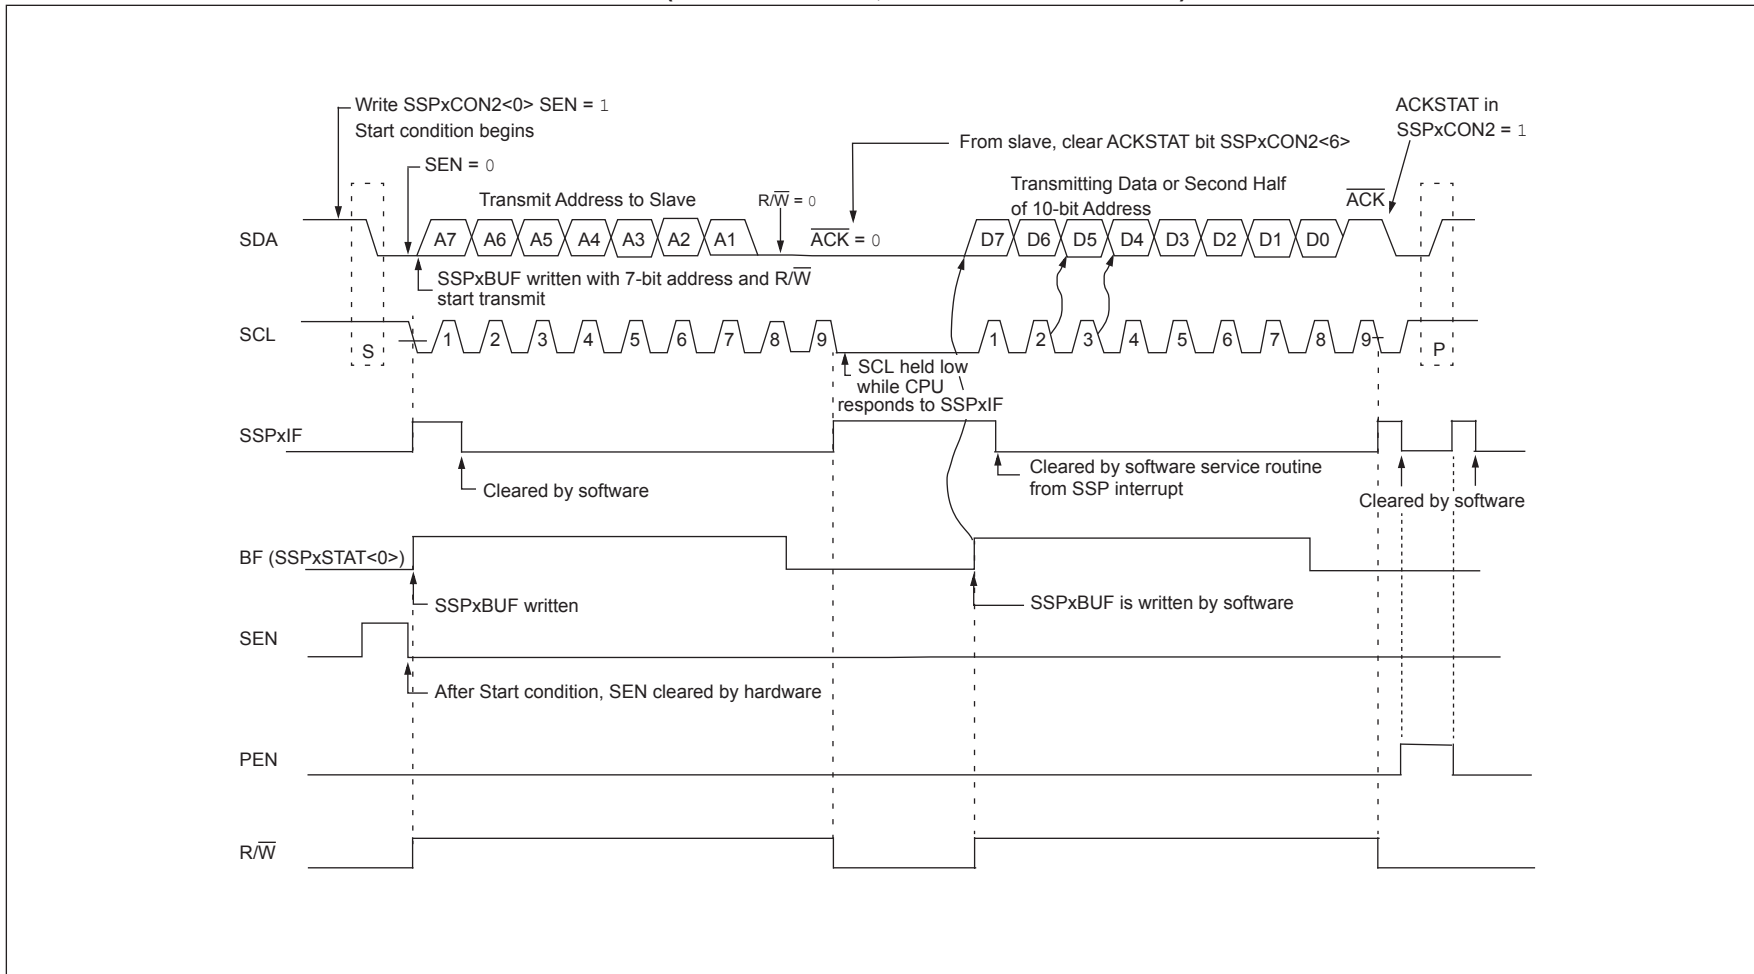 Write SSPxCON2<0> SEN = 1
Start condition begins
ACKSTAT in
SSPxCON2 = 1
From slave, clear ACKSTAT bit SSPxCON2<6>
SEN = 0
Transmit Address to Slave
R/W = 0
Transmitting Data or Second Half
of 10-bit Address
ACK
SDA
A7 A6 A5 A4 A3 A2 A1
ACK = 0
D7 D6 D5 D4 D3 D2 D1 D0
SSPxBUF written with 7-bit address and R/W
start transmit
SCL
S
1 2 3 4 5 6 7 8 9
1 2 3 4 5 6 7 8 9
P
SCL held low
while CPU
responds to SSPxIF
SSPxIF
Cleared by software
Cleared by software service routine
from SSP interrupt
Cleared by software
BF (SSPxSTAT<0>)
SSPxBUF written
SSPxBUF is written by software
SEN
After Start condition, SEN cleared by hardware
PEN
R/W